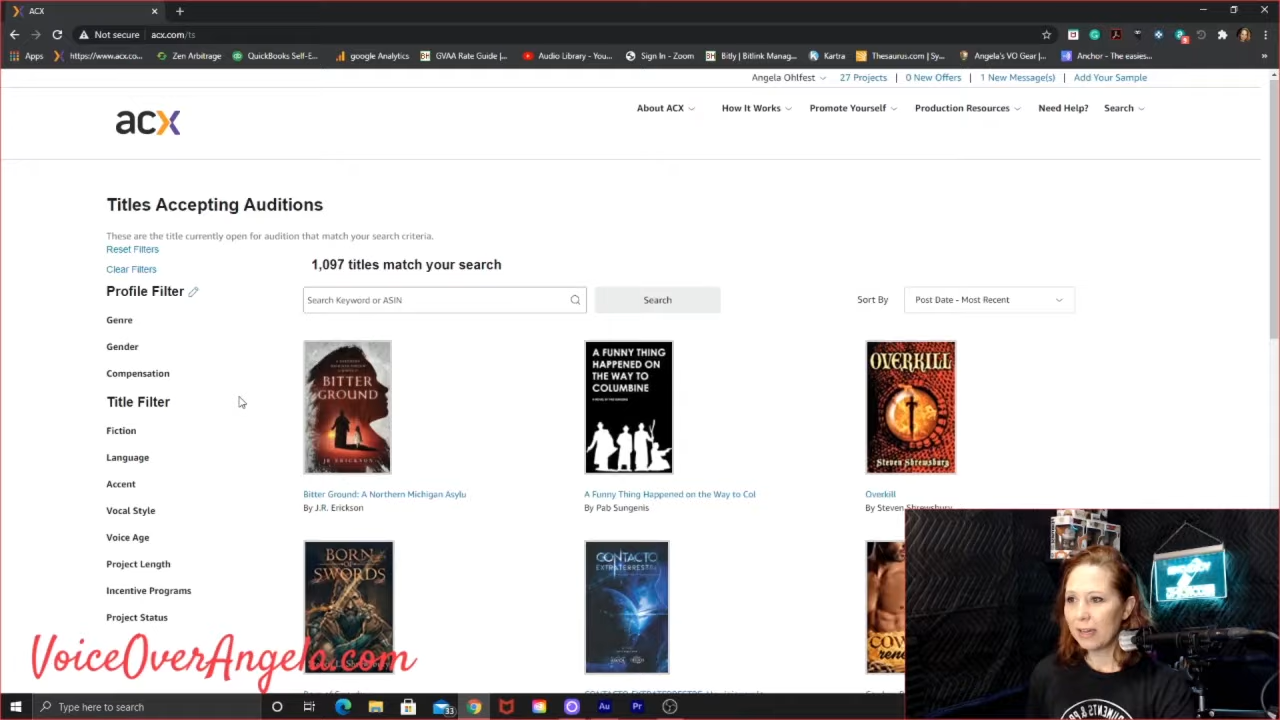 ACX
Not secure | acx.com/ts
Apps
https://www.acx.co...
Zen Arbitrage
QuickBooks Self-E...
google Analytics
GVAA Rate Guide |...
Audio Library - You...
Sign In - Zoom
Bitly | Bitlink Manag...
Kartra
Thesaurus.com | Sy...
Angela's VO Gear |...
Anchor - The easies...
Angela Ohlfest
27 Projects | 0 New Offers | 1 New Message(s) | Add Your Sample
acx
About ACX
How It Works
Promote Yourself
Production Resources
Need Help?
Search
Titles Accepting Auditions
These are the title currently open for audition that match your search criteria.
Reset Filters
Clear Filters
1,097 titles match your search
Profile Filter
Search Keyword or ASIN
Search
Sort By
Post Date - Most Recent
Genre
Gender
Compensation
Title Filter
Fiction
Language
Accent
Vocal Style
Voice Age
Project Length
Incentive Programs
Project Status
BITTER
GROUND
J.R. ERICKSON
A FUNNY THING
HAPPENED ON
THE WAY TO
COLUMBINE
OVERKILL
Steven Shrewsbury
Bitter Ground: A Northern Michigan Asylu
By J.R. Erickson
A Funny Thing Happened on the Way to Col
By Pab Sungenis
Overkill
By Steven Shrewsbury
BORN
OF
SWORDS
CONTACTO
EXTRATERRESTRE
VoiceOverAngela.com
Type here to search
33
Au
Pr